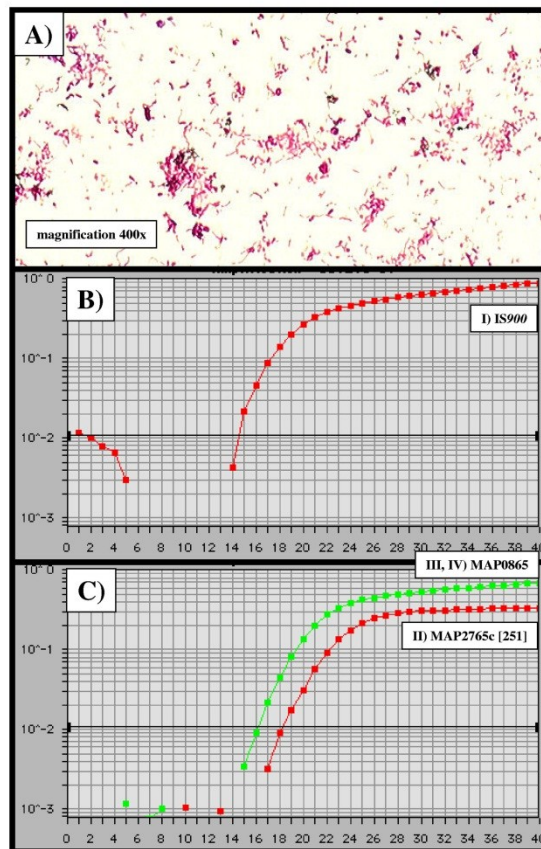 A)
magnification 400x
B)
I) IS900
10^0
10^-1
10^-2
10^-3
0 2 4 6 8 10 12 14 16 18 20 22 24 26 28 30 32 34 36 38 40
C)
III, IV) MAP0865
II) MAP2765c [251]
10^0
10^-1
10^-2
10^-3
0 2 4 6 8 10 12 14 16 18 20 22 24 26 28 30 32 34 36 38 40